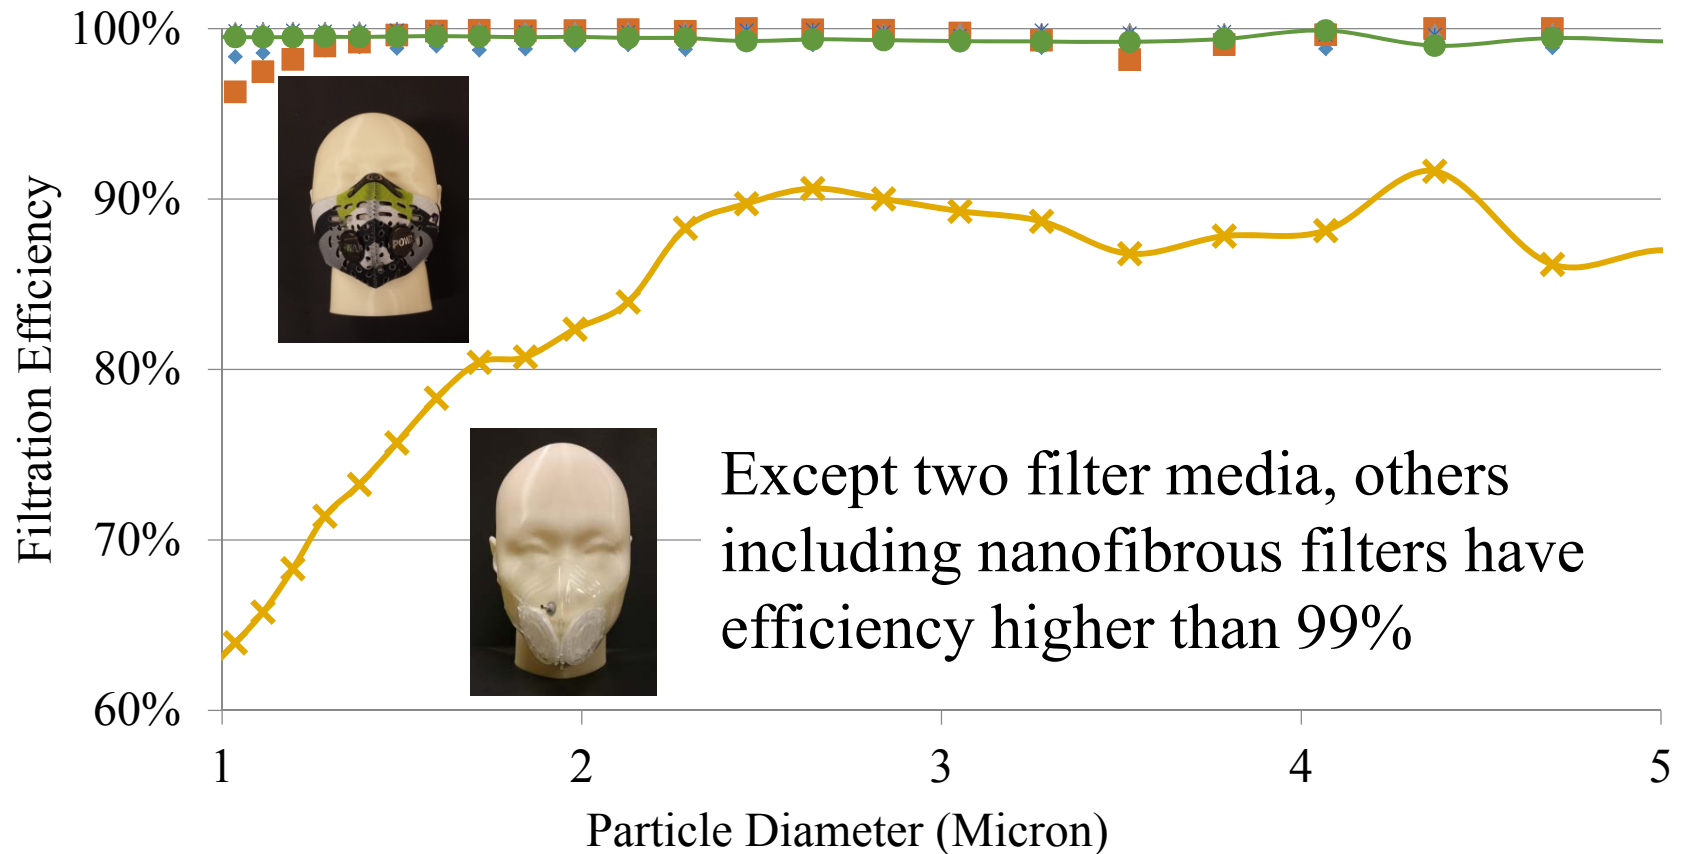 100%
90%
80%
70%
60%
Filtration Efficiency
Except two filter media, others
including nanofibrous filters have
efficiency higher than 99%
1 2 3 4 5
Particle Diameter (Micron)